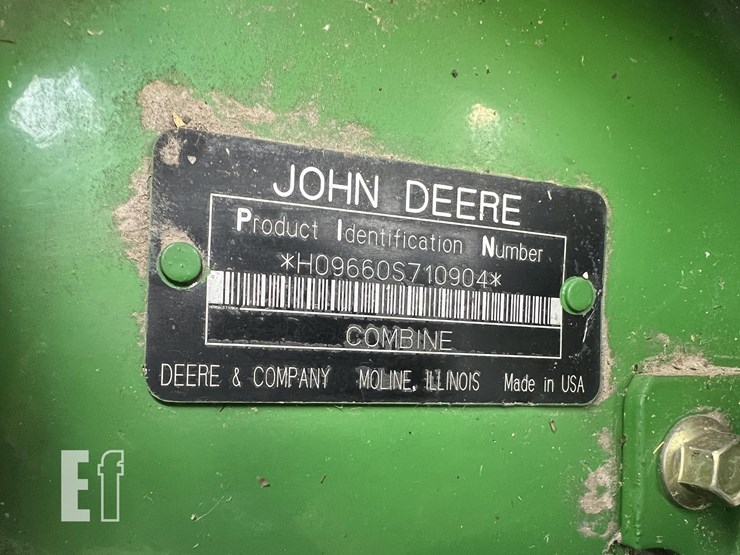 JOHN DEERE
Product Identification Number
*H09660S710904*
COMBINE
DEERE & COMPANY MOLINE, ILLINOIS Made in USA
Ef